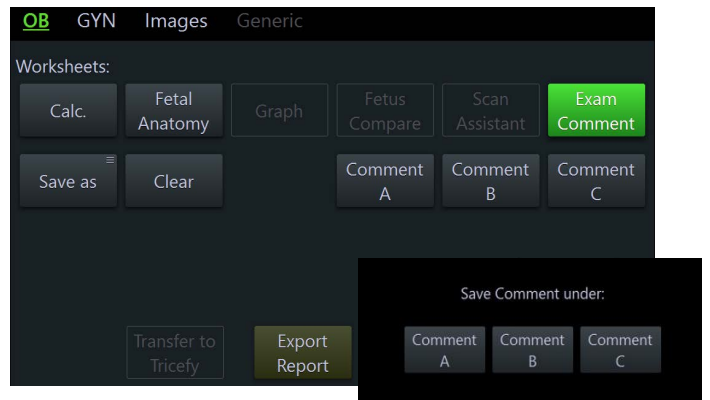 OB GYN Images Generic
Worksheets:
Calc. Fetal Anatomy Graph Fetus Compare Scan Assistant Exam Comment
Save as Clear Comment A Comment B Comment C
Save Comment under:
Transfer to Tricefy Export Report Comment A Comment B Comment C